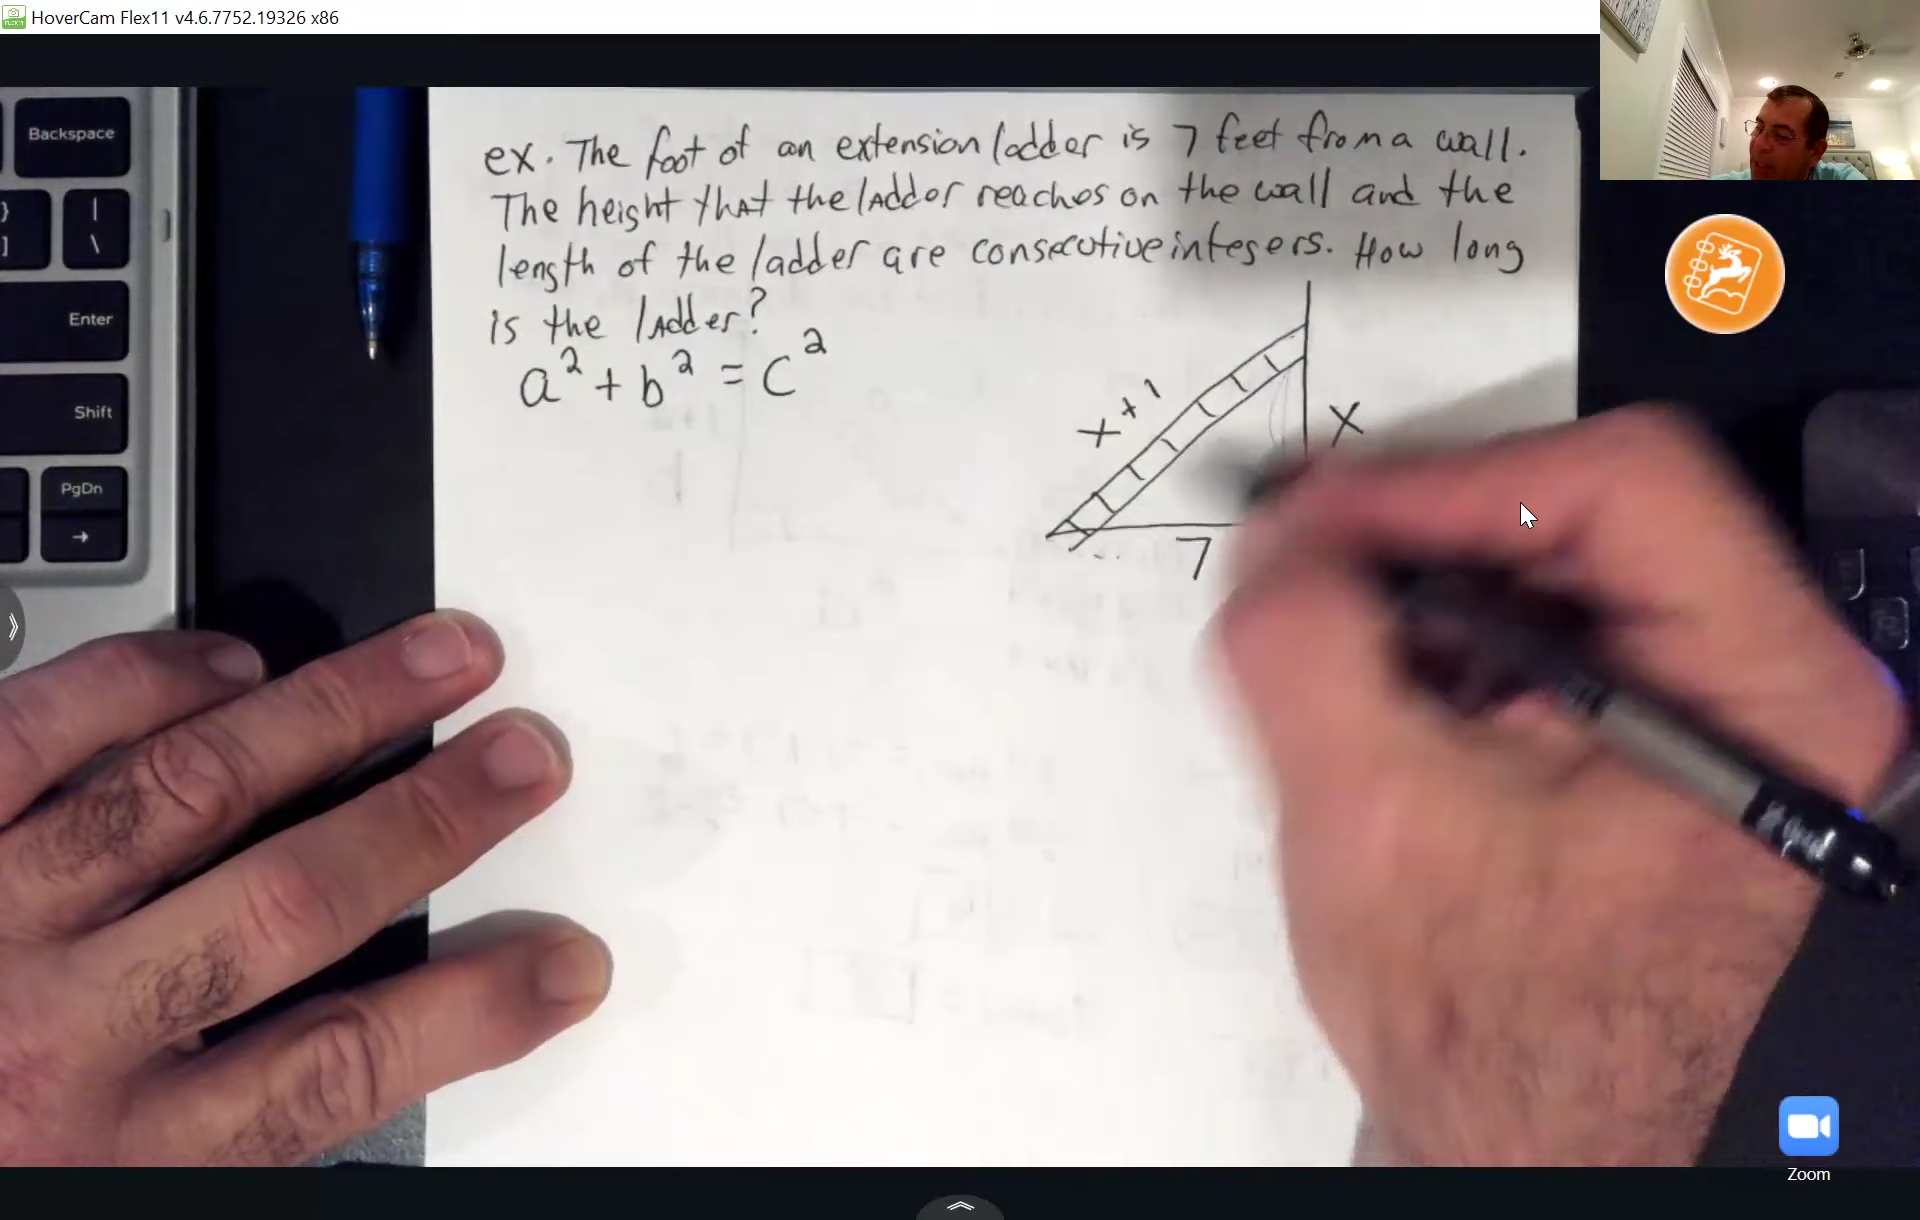 HoverCam Flex11 v4.6.7752.19326 x86
Backspace
}
]
|
\
Enter
Shift
PgDn
→
ex. The foot of an extension ladder is 7 feet from a wall.
The height that the ladder reaches on the wall and the
length of the ladder are consecutive integers. How long
is the ladder?
a² + b² = c²
x + 1
x
7
Zoom